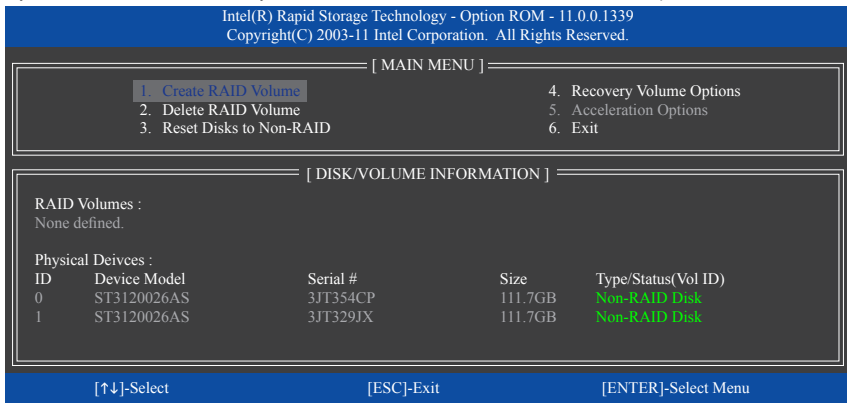 Intel(R) Rapid Storage Technology - Option ROM - 11.0.0.1339
Copyright(C) 2003-11 Intel Corporation. All Rights Reserved.
[ MAIN MENU ]
1. Create RAID Volume 4. Recovery Volume Options
2. Delete RAID Volume 5. Acceleration Options
3. Reset Disks to Non-RAID 6. Exit
[ DISK/VOLUME INFORMATION ]
RAID Volumes :
None defined.
Physical Deivces :
ID Device Model Serial # Size Type/Status(Vol ID)
0 ST3120026AS 3JT354CP 111.7GB Non-RAID Disk
1 ST3120026AS 3JT329JX 111.7GB Non-RAID Disk
[↑↓]-Select [ESC]-Exit [ENTER]-Select Menu